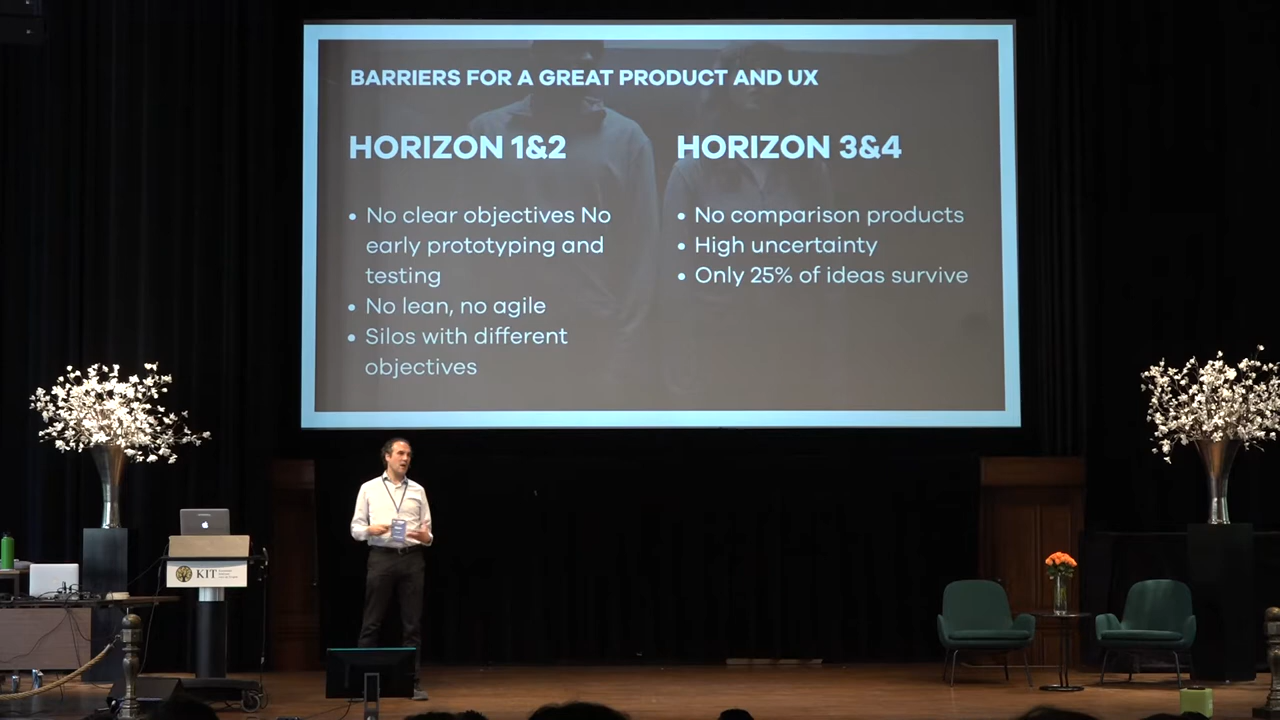 BARRIERS FOR A GREAT PRODUCT AND UX
HORIZON 1&2
• No clear objectives No
early prototyping and
testing
• No lean, no agile
• Silos with different
objectives
HORIZON 3&4
• No comparison products
• High uncertainty
• Only 25% of ideas survive
KIT